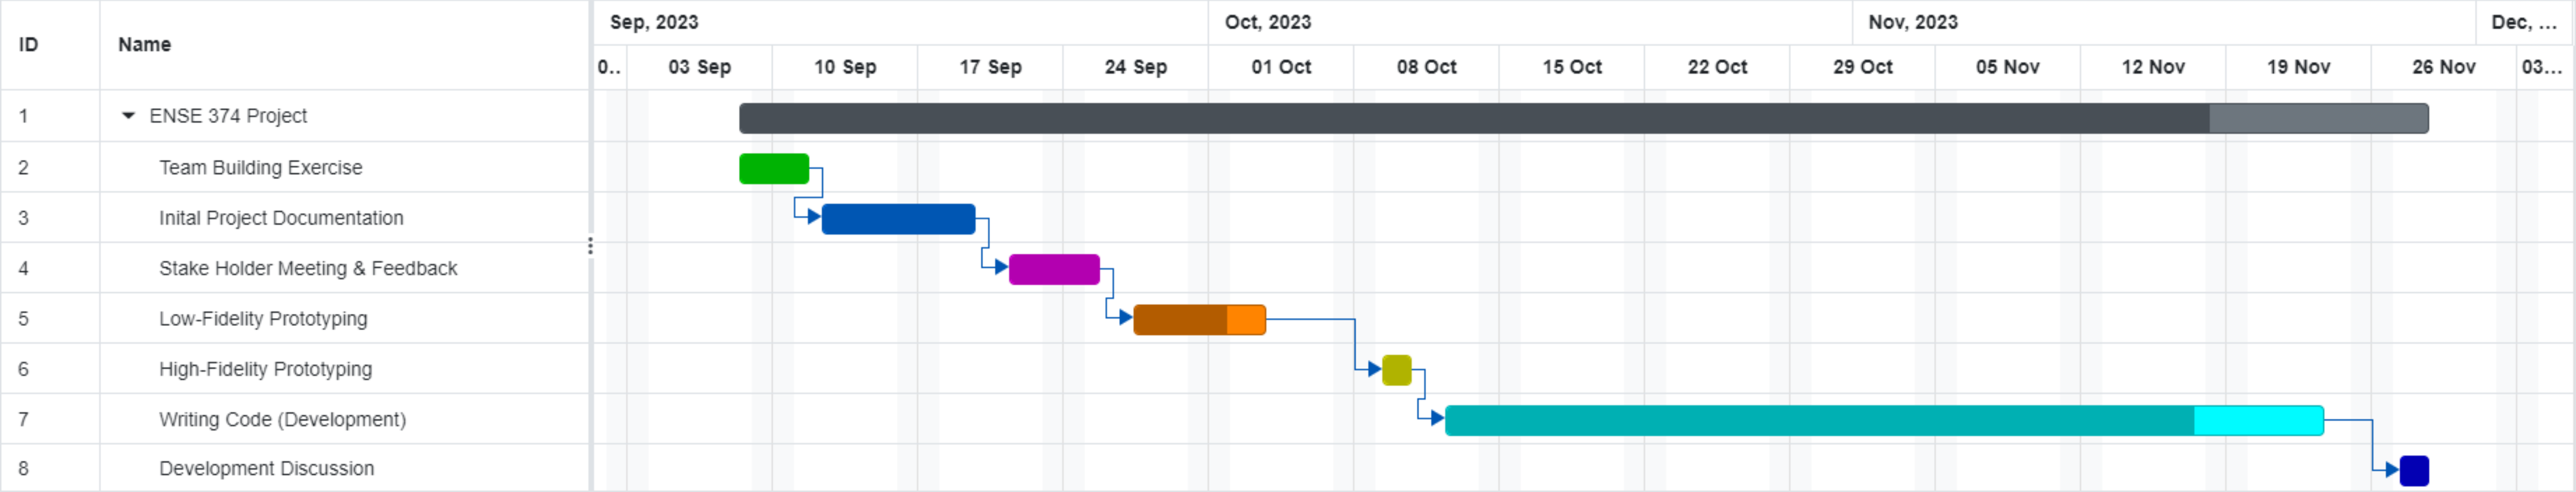 ID Name Sep, 2023 Oct, 2023 Nov, 2023 Dec, ...
0.. 03 Sep 10 Sep 17 Sep 24 Sep 01 Oct 08 Oct 15 Oct 22 Oct 29 Oct 05 Nov 12 Nov 19 Nov 26 Nov 03...
1 ENSE 374 Project
2 Team Building Exercise
3 Inital Project Documentation
4 Stake Holder Meeting & Feedback
5 Low-Fidelity Prototyping
6 High-Fidelity Prototyping
7 Writing Code (Development)
8 Development Discussion